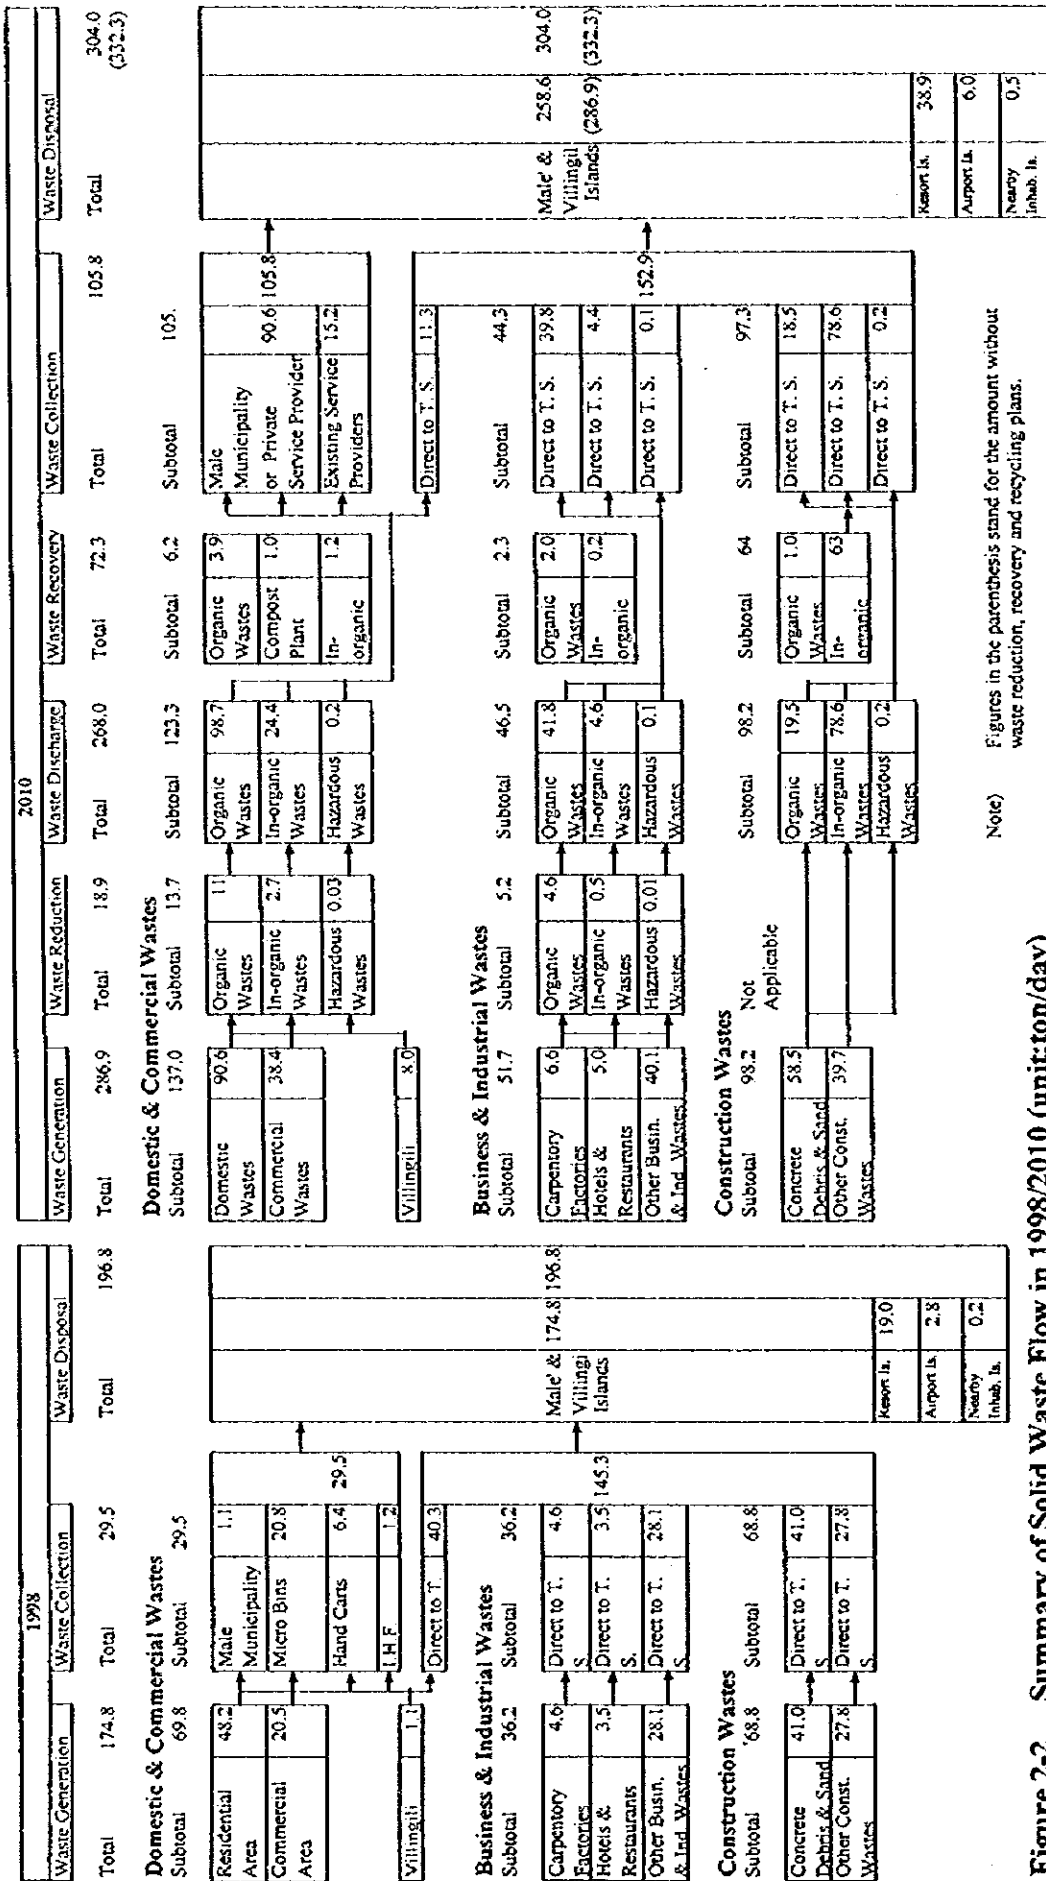 1998
Waste Generation Waste Collection Waste Disposal
Total 174.8 Total 29.5 Total 196.8
Domestic & Commercial Wastes
Subtotal 69.8 Subtotal 29.5
Residential 48.2 Male 1.1
Area Municipality
Commercial 20.5 Micro Bins 20.8
Area
Hand Carts 6.4 29.5
I.H.F. 1.2
Villingili 1.1 Direct to T. 40.3
Male' & 174.8 196.8
Villingi
Islands
Business & Industrial Wastes
Subtotal 36.2 Subtotal 36.2
Carpentory 4.6 Direct to T. 4.6
Factories S.
Hotels & 3.5 Direct to T. 3.5 145.3
Restaurants S.
Other Busin. 28.1 Direct to T. 28.1
& Ind. Wastes S.
Construction Wastes
Subtotal 68.8 Subtotal 68.8
Concrete 41.0 Direct to T. 41.0
Debris & Sand S.
Other Const. 27.8 Direct to T. 27.8
Wastes S.
Resort Is. 19.0
Airport Is. 2.8
Nearby 0.2
Inhab. Is.
2010
Waste Generation Waste Reduction Waste Discharge Waste Recovery Waste Collection Waste Disposal
Total 286.9 Total 18.9 Total 268.0 Total 72.3 Total 105.8 Total 304.0
(332.3)
Domestic & Commercial Wastes
Subtotal 137.0 Subtotal 13.7 Subtotal 123.3 Subtotal 6.2 Subtotal 105.
Domestic 90.6 Organic 11 Organic 98.7 Organic 3.9 Male
Wastes Wastes Wastes Wastes Municipality
Commercial 38.4 In-organic 2.7 In-organic 24.4 Compost 1.0 or Private 90.6 105.8
Wastes Wastes Wastes Plant Service Provider
Hazardous 0.03 Hazardous 0.2 In- 1.2 Existing Service 15.2
Wastes Wastes organic Providers
Villingili 8.0 Direct to T. S. 11.3
Male' & 258.6 304.0
Villingil
Islands (286.9) (332.3)
Business & Industrial Wastes
Subtotal 51.7 Subtotal 5.2 Subtotal 46.5 Subtotal 2.3 Subtotal 44.3
Carpentory 6.6 Organic 4.6 Organic 41.8 Organic 2.0 Direct to T. S. 39.8
Factories Wastes Wastes Wastes
Hotels & 5.0 In-organic 0.5 In-organic 4.6 In- 0.2 Direct to T. S. 4.4
Restaurants Wastes Wastes organic
Other Busin. 40.1 Hazardous 0.01 Hazardous 0.1 Direct to T. S. 0.1 152.9
& Ind. Wastes Wastes Wastes
Construction Wastes
Subtotal 98.2 Not Subtotal 98.2 Subtotal 64 Subtotal 97.3
Applicable
Concrete 58.5 Organic 19.5 Organic 1.0 Direct to T. S. 18.5
Debris & Sand Wastes Wastes
Other Const. 39.7 In-organic 78.6 In- 63 Direct to T. S. 78.6
Wastes Wastes organic
Hazardous 0.2 Direct to T. S. 0.2
Wastes
Resort Is. 38.9
Airport Is. 6.0
Nearby 0.5
Inhab. Is.
Note) Figures in the parenthesis stand for the amount without
waste reduction, recovery and recycling plans.
Figure 2-2 Summary of Solid Waste Flow in 1998/2010 (unit:ton/day)